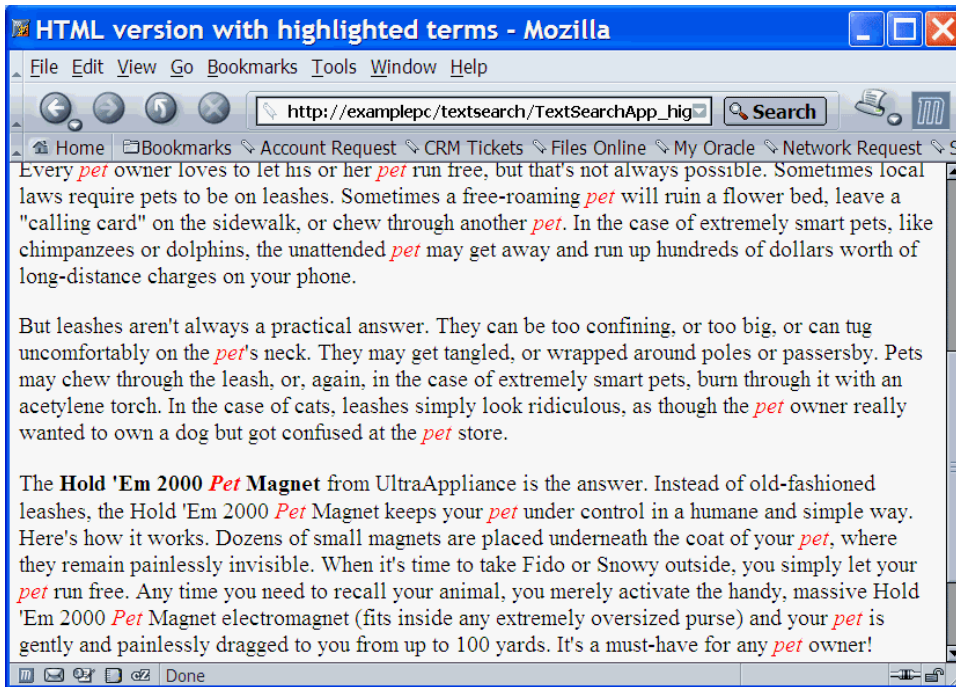 HTML version with highlighted terms - Mozilla
File Edit View Go Bookmarks Tools Window Help
http://examplepc/textsearch/TextSearchApp_hig Search
Home Bookmarks Account Request CRM Tickets Files Online My Oracle Network Request S
Every pet owner loves to let his or her pet run free, but that's not always possible. Sometimes local
laws require pets to be on leashes. Sometimes a free-roaming pet will ruin a flower bed, leave a
"calling card" on the sidewalk, or chew through another pet. In the case of extremely smart pets, like
chimpanzees or dolphins, the unattended pet may get away and run up hundreds of dollars worth of
long-distance charges on your phone.
But leashes aren't always a practical answer. They can be too confining, or too big, or can tug
uncomfortably on the pet's neck. They may get tangled, or wrapped around poles or passersby. Pets
may chew through the leash, or, again, in the case of extremely smart pets, burn through it with an
acetylene torch. In the case of cats, leashes simply look ridiculous, as though the pet owner really
wanted to own a dog but got confused at the pet store.
The Hold 'Em 2000 Pet Magnet from UltraAppliance is the answer. Instead of old-fashioned
leashes, the Hold 'Em 2000 Pet Magnet keeps your pet under control in a humane and simple way.
Here's how it works. Dozens of small magnets are placed underneath the coat of your pet, where
they remain painlessly invisible. When it's time to take Fido or Snowy outside, you simply let your
pet run free. Any time you need to recall your animal, you merely activate the handy, massive Hold
'Em 2000 Pet Magnet electromagnet (fits inside any extremely oversized purse) and your pet is
gently and painlessly dragged to you from up to 100 yards. It's a must-have for any pet owner!
Done